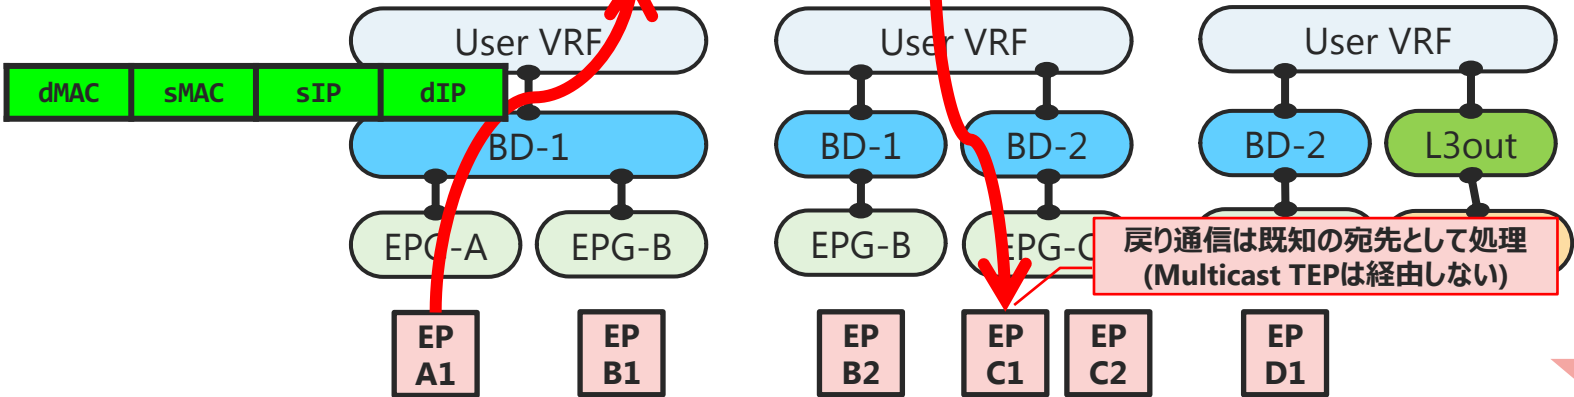 User VRF
User VRF
User VRF
dMAC sMAC sIP dIP
BD-1
BD-1
BD-2
BD-2
L3out
EPG-A
EPG-B
EPG-B
EPG-C
戻り通信は既知の宛先として処理
(Multicast TEPは経由しない)
EP
A1
EP
B1
EP
B2
EP
C1
EP
C2
EP
D1